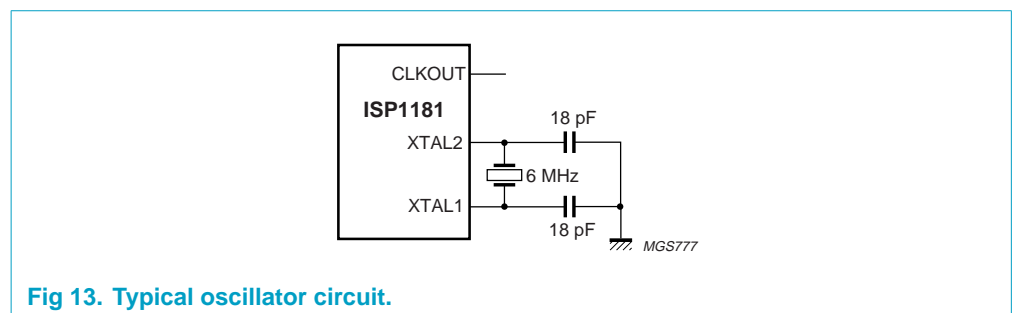 CLKOUT
ISP1181
18 pF
XTAL2
6 MHz
XTAL1
18 pF
MGS777
Fig 13. Typical oscillator circuit.